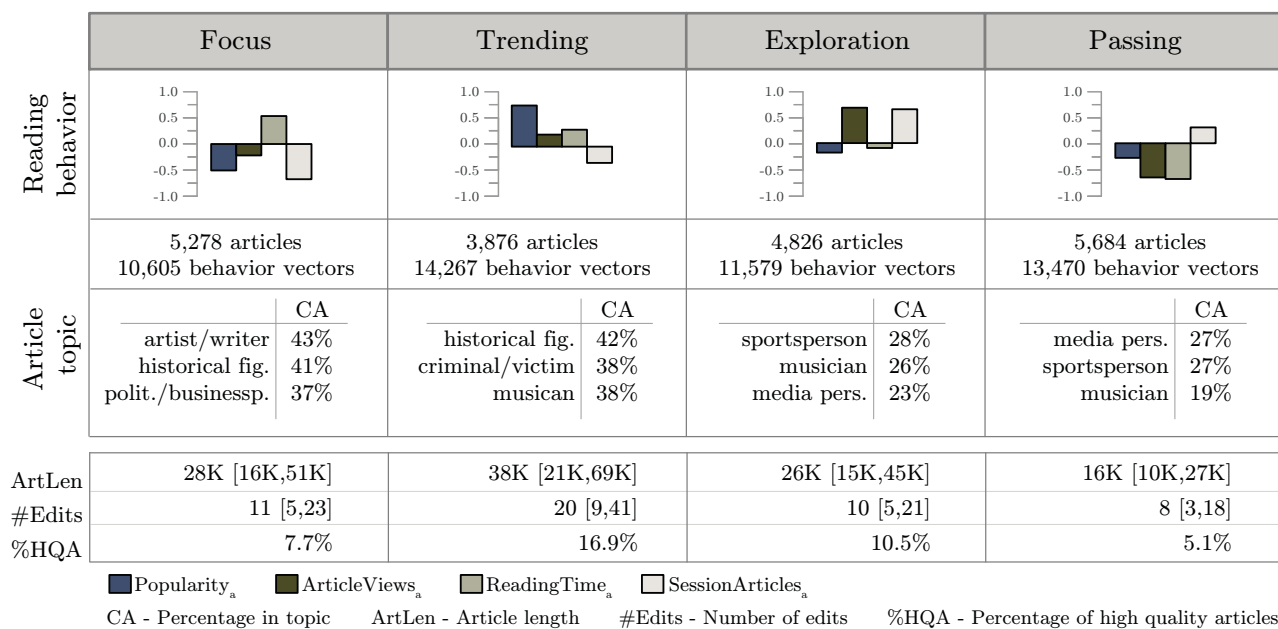 Focus Trending Exploration Passing
Reading behavior
1.0 1.0 1.0 1.0
0.5 0.5 0.5 0.5
0.0 0.0 0.0 0.0
-0.5 -0.5 -0.5 -0.5
-1.0 -1.0 -1.0 -1.0
5,278 articles 3,876 articles 4,826 articles 5,684 articles
10,605 behavior vectors 14,267 behavior vectors 11,579 behavior vectors 13,470 behavior vectors
Article topic
CA CA CA CA
artist/writer 43% historical fig. 42% sportsperson 28% media pers. 27%
historical fig. 41% criminal/victim 38% musician 26% sportsperson 27%
polit./businessp. 37% musican 38% media pers. 23% musician 19%
ArtLen 28K [16K,51K] 38K [21K,69K] 26K [15K,45K] 16K [10K,27K]
#Edits 11 [5,23] 20 [9,41] 10 [5,21] 8 [3,18]
%HQA 7.7% 16.9% 10.5% 5.1%
Popularity a ArticleViews a ReadingTime a SessionArticles a
CA - Percentage in topic ArtLen - Article length #Edits - Number of edits %HQA - Percentage of high quality articles